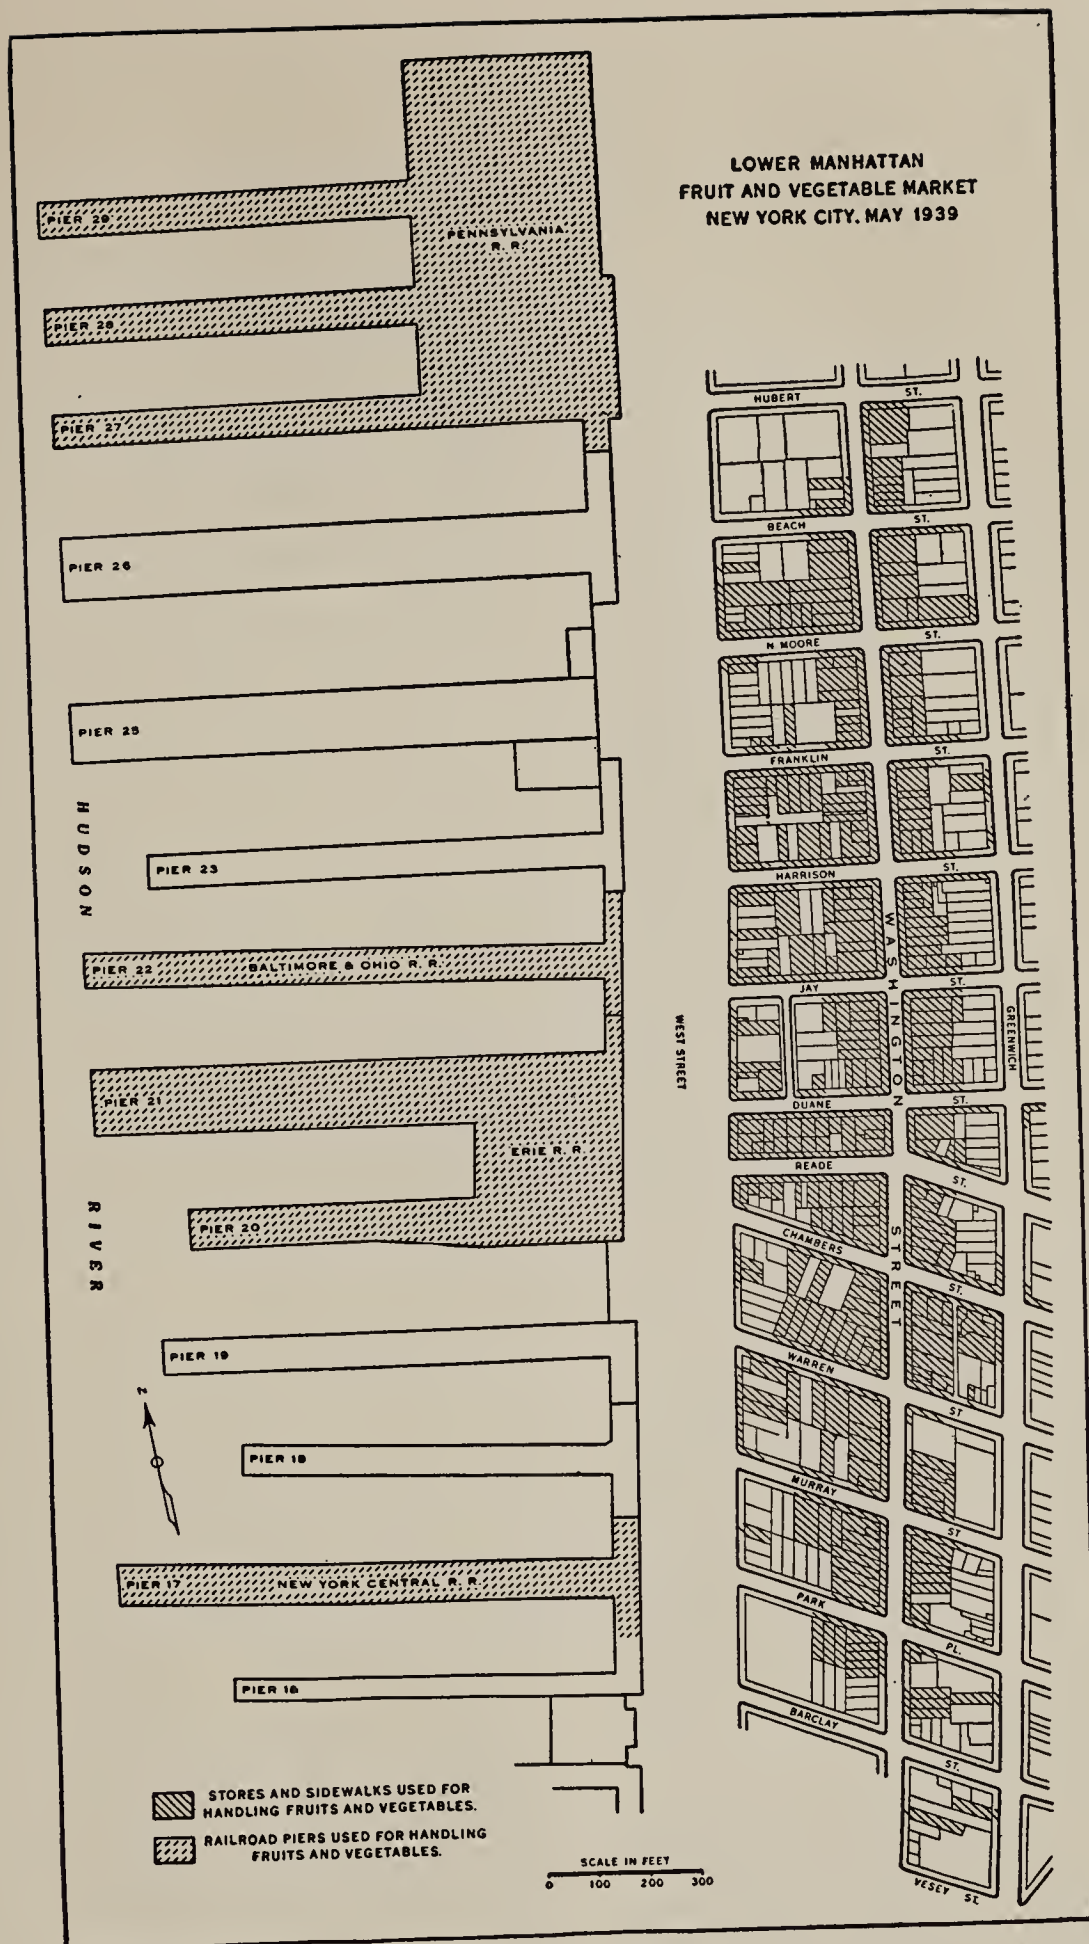 LOWER MANHATTAN
FRUIT AND VEGETABLE MARKET
NEW YORK CITY, MAY 1939
PIER 29
PENNSYLVANIA
R. R.
PIER 28
PIER 27
PIER 26
PIER 25
PIER 23
PIER 22
BALTIMORE & OHIO R. R.
PIER 21
ERIE R. R.
PIER 20
PIER 19
PIER 18
PIER 17
NEW YORK CENTRAL R. R.
PIER 16
HUDSON
RIVER
N
WEST STREET
WASHINGTON
STREET
GREENWICH
HUBERT ST.
BEACH ST.
N MOORE ST.
FRANKLIN ST.
HARRISON ST.
JAY ST.
DUANE ST.
READE ST.
CHAMBERS ST.
WARREN ST
MURRAY ST
PARK PL.
BARCLAY ST.
VESEY ST.
STORES AND SIDEWALKS USED FOR
HANDLING FRUITS AND VEGETABLES.
RAILROAD PIERS USED FOR HANDLING
FRUITS AND VEGETABLES.
SCALE IN FEET
0 100 200 300